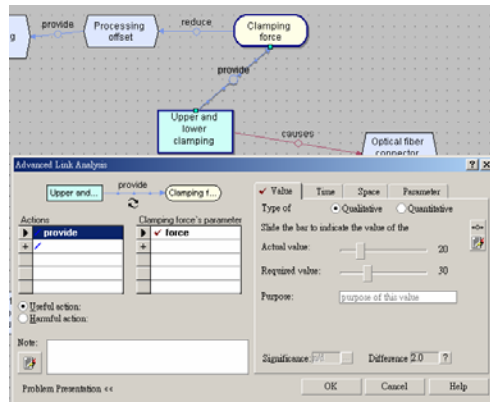 provide
reduce
g
Processing
offset
Clamping
force
provide
Upper and
lower
clamping
causes
Optical fiber
connector
Advanced Link Analysis
Upper and...
provide
Clamping f...
Actions
provide
Clamping force's parameter
force
Useful action:
Harmful action:
Note:
Problem Presentation <<
Value Time Space Parameter
Type of Qualitative Quantitative
Slide the bar to indicate the value of the
Actual value: 20
Required value: 30
Purpose: purpose of this value
Significance: Difference 2.0 ?
OK Cancel Help